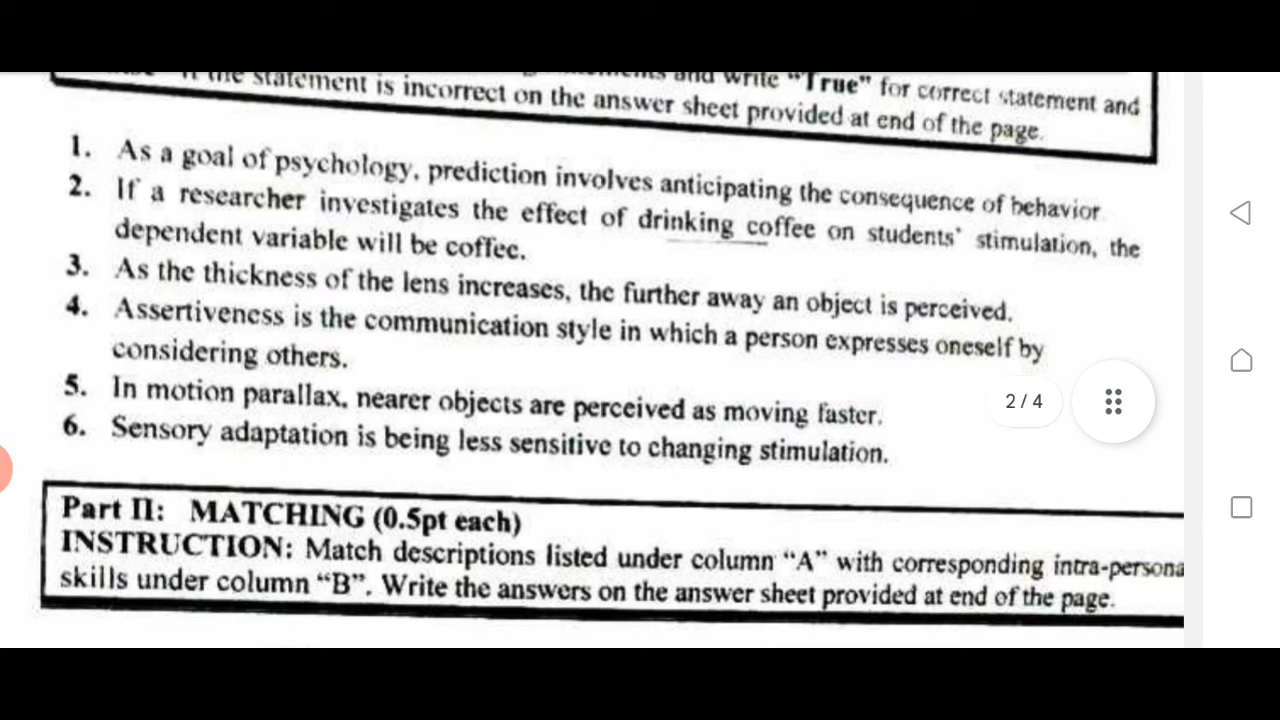 and write "True" for correct statement and
the statement is incorrect on the answer sheet provided at end of the page.
1. As a goal of psychology, prediction involves anticipating the consequence of behavior
2. If a researcher investigates the effect of drinking coffee on students' stimulation, the
dependent variable will be coffee.
3. As the thickness of the lens increases, the further away an object is perceived.
4. Assertiveness is the communication style in which a person expresses oneself by
considering others.
5. In motion parallax, nearer objects are perceived as moving faster.
2 / 4
6. Sensory adaptation is being less sensitive to changing stimulation.
Part II: MATCHING (0.5pt each)
INSTRUCTION: Match descriptions listed under column "A" with corresponding intra-persona
skills under column "B". Write the answers on the answer sheet provided at end of the page.